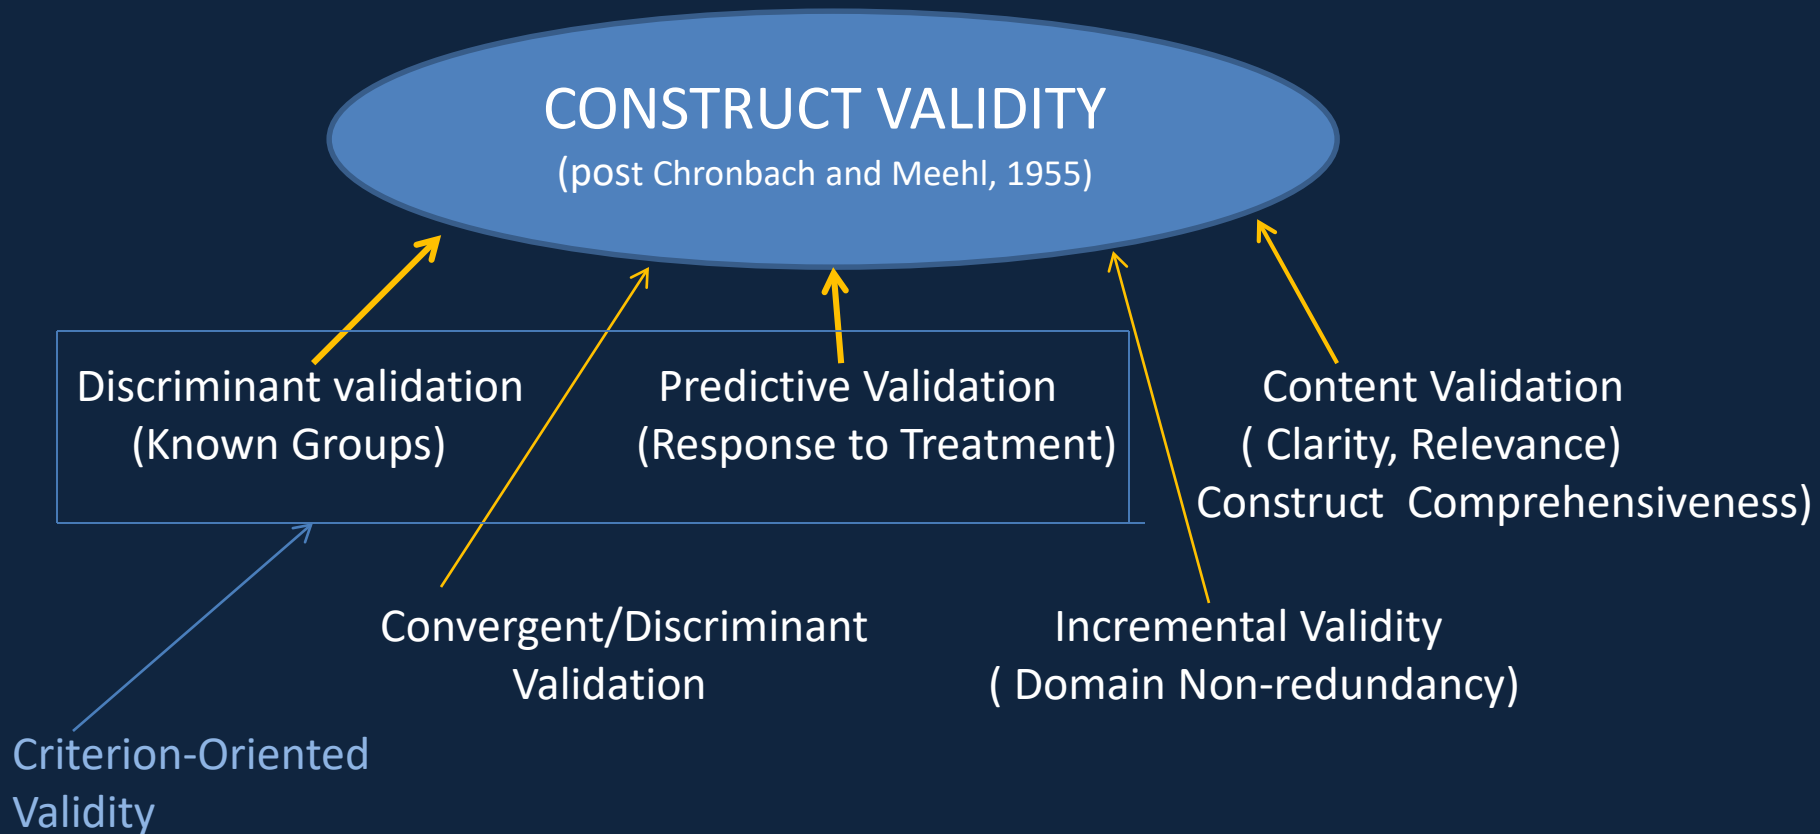 CONSTRUCT VALIDITY
(post Chronbach and Meehl, 1955)
Discriminant validation
(Known Groups)
Predictive Validation
(Response to Treatment)
Content Validation
( Clarity, Relevance)
Construct  Comprehensiveness)
Convergent/Discriminant
Validation
Incremental Validity
( Domain Non-redundancy)
Criterion-Oriented
Validity